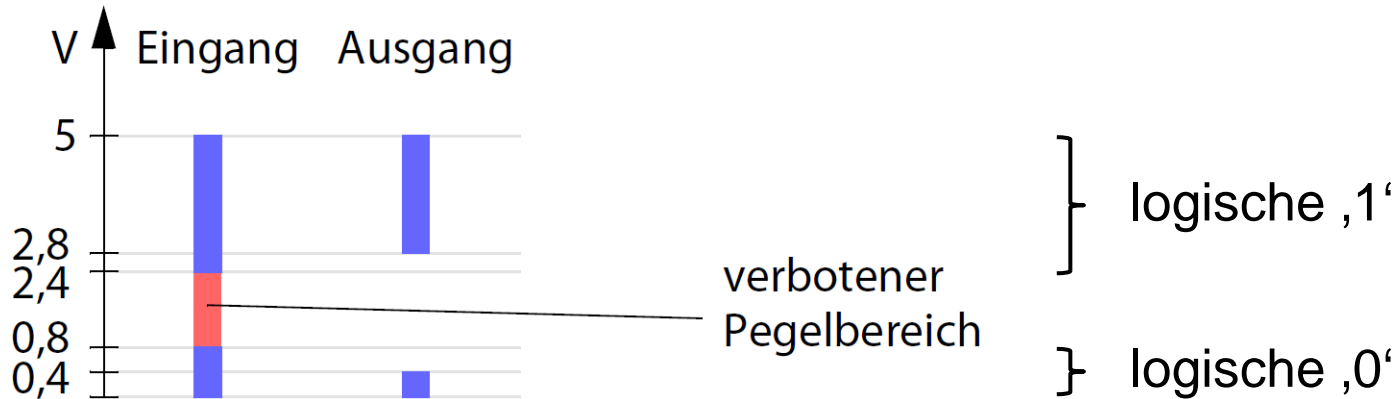 V Eingang Ausgang
5
2,8
2,4
0,8
0,4
verbotener
Pegelbereich
logische ‚1‘
logische ‚0‘